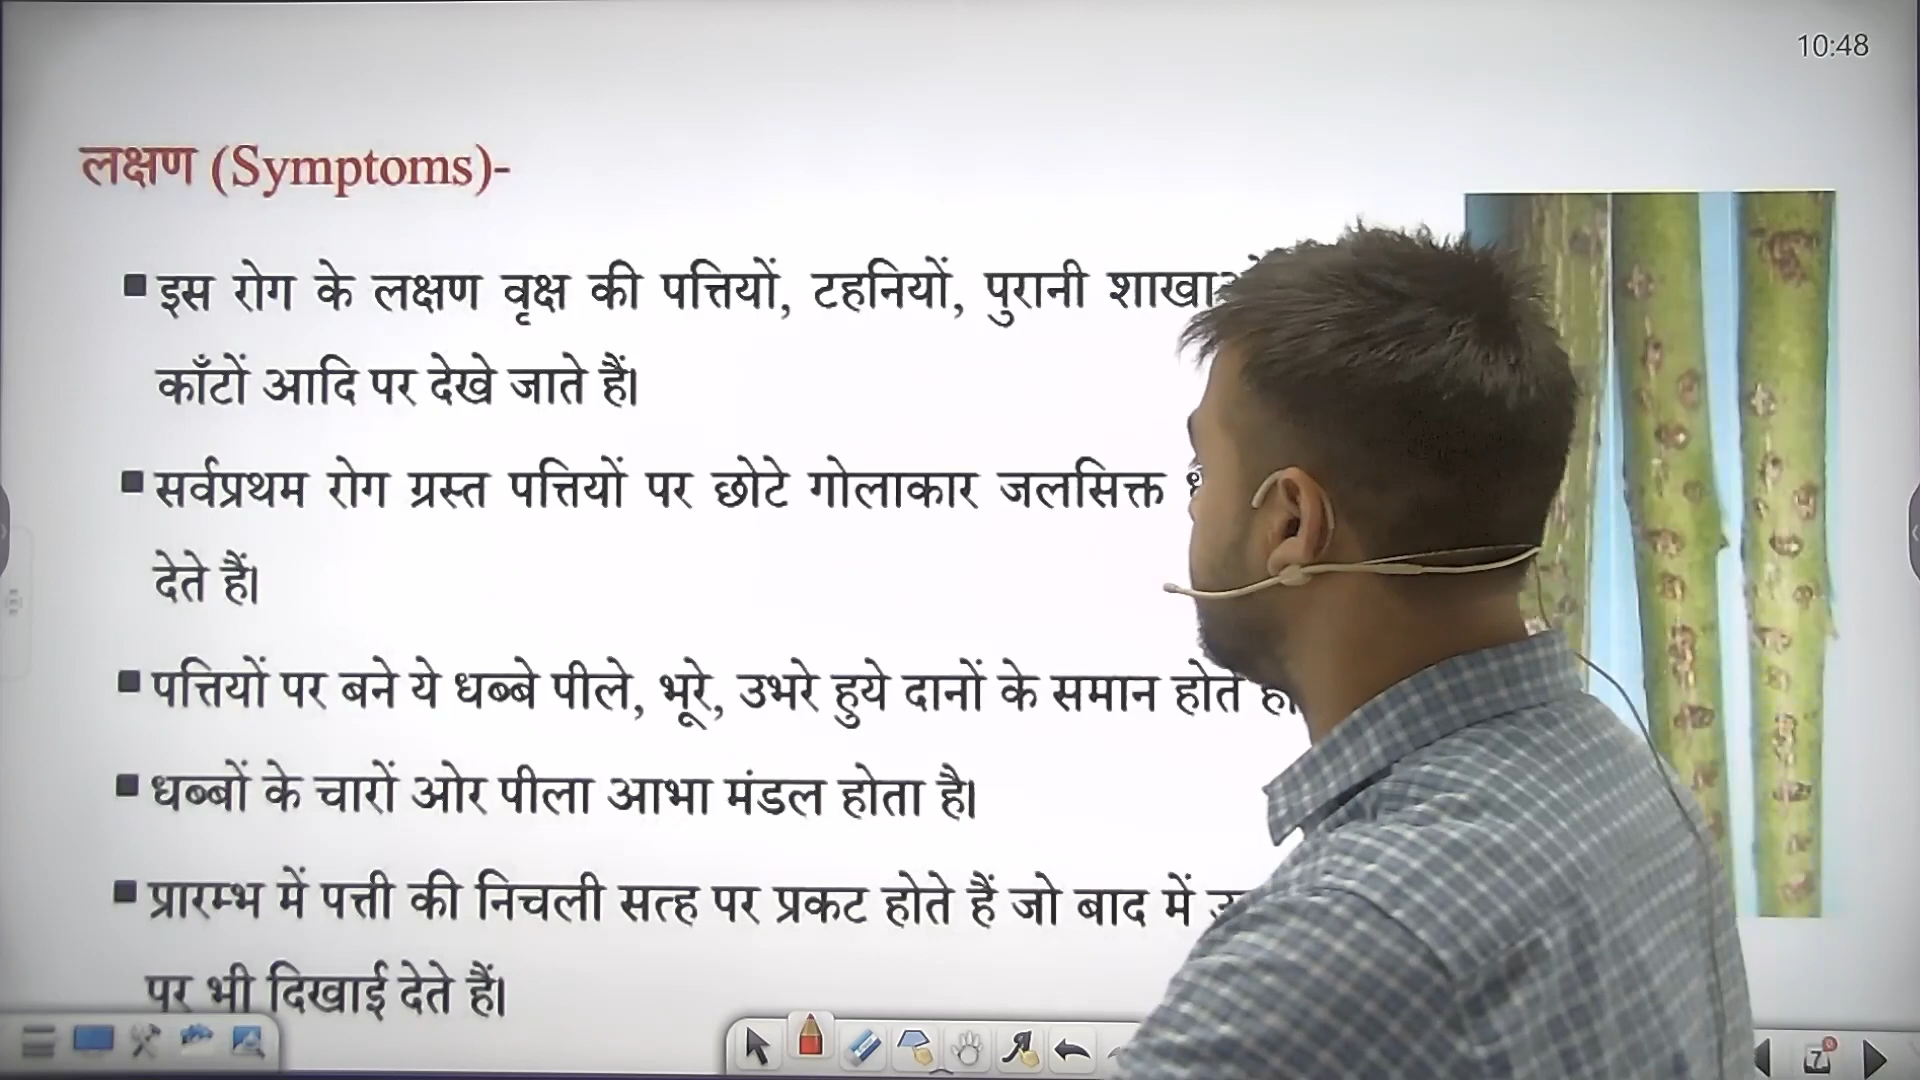 10:48
लक्षण (Symptoms)-
▪ इस रोग के लक्षण वृक्ष की पत्तियों, टहनियों, पुरानी
काँटों आदि पर देखे जाते हैं।
▪ सर्वप्रथम रोग ग्रस्त पत्तियों पर छोटे गोलाकार जलसिक्त
देते हैं।
▪ पत्तियों पर बने ये धब्बे पीले, भूरे, उभरे हुये दानों के समान होते
▪ धब्बों के चारों ओर पीला आभा मंडल होता है।
▪ प्रारम्भ में पत्ती की निचली सत्ह पर प्रकट होते हैं जो बाद में
पर भी दिखाई देते हैं।
7